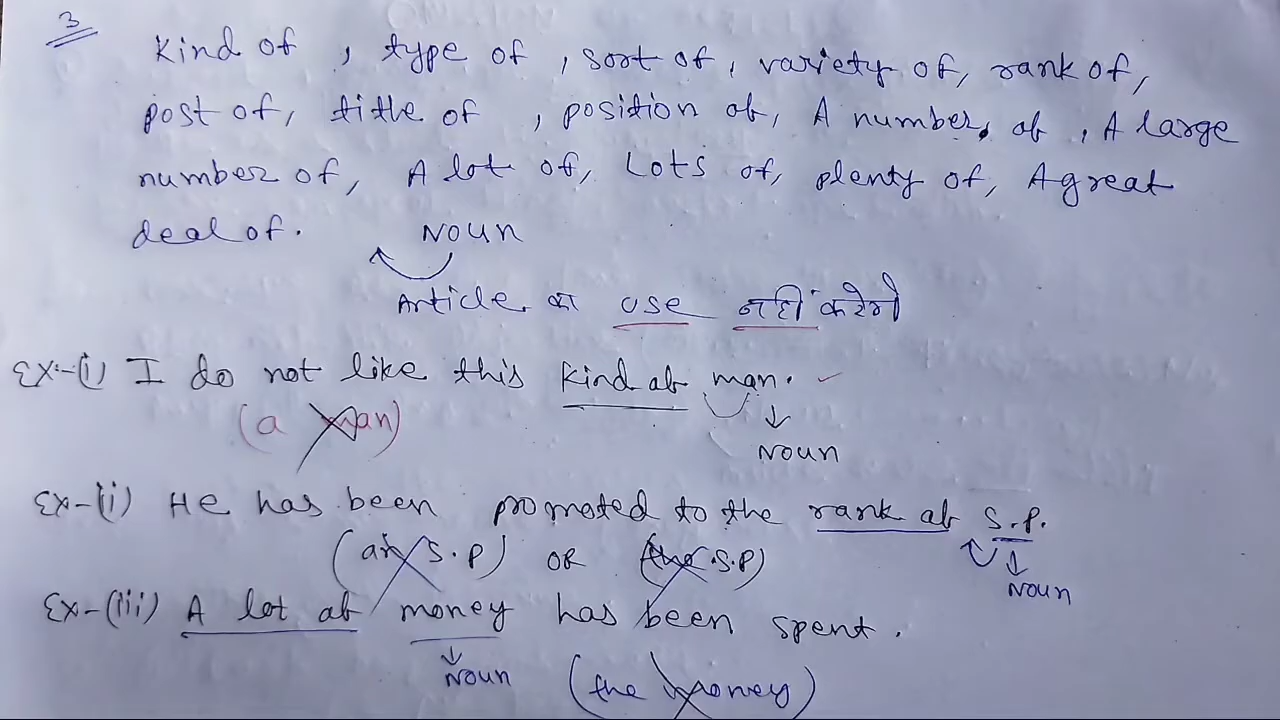 3
Kind of, type of, sort of, variety of, rank of,
post of, title of, position of, A number of, A large
number of, A lot of, Lots of, plenty of, A great
deal of. Noun
Article का use नहीं करेंगे
Ex-(i) I do not like this kind of man.
(a man)
Noun
Ex-(i) He has been promoted to the rank of S.P.
(an S.P) OR (the S.P)
Noun
Ex-(iii) A lot of money has been spent.
Noun (the money)